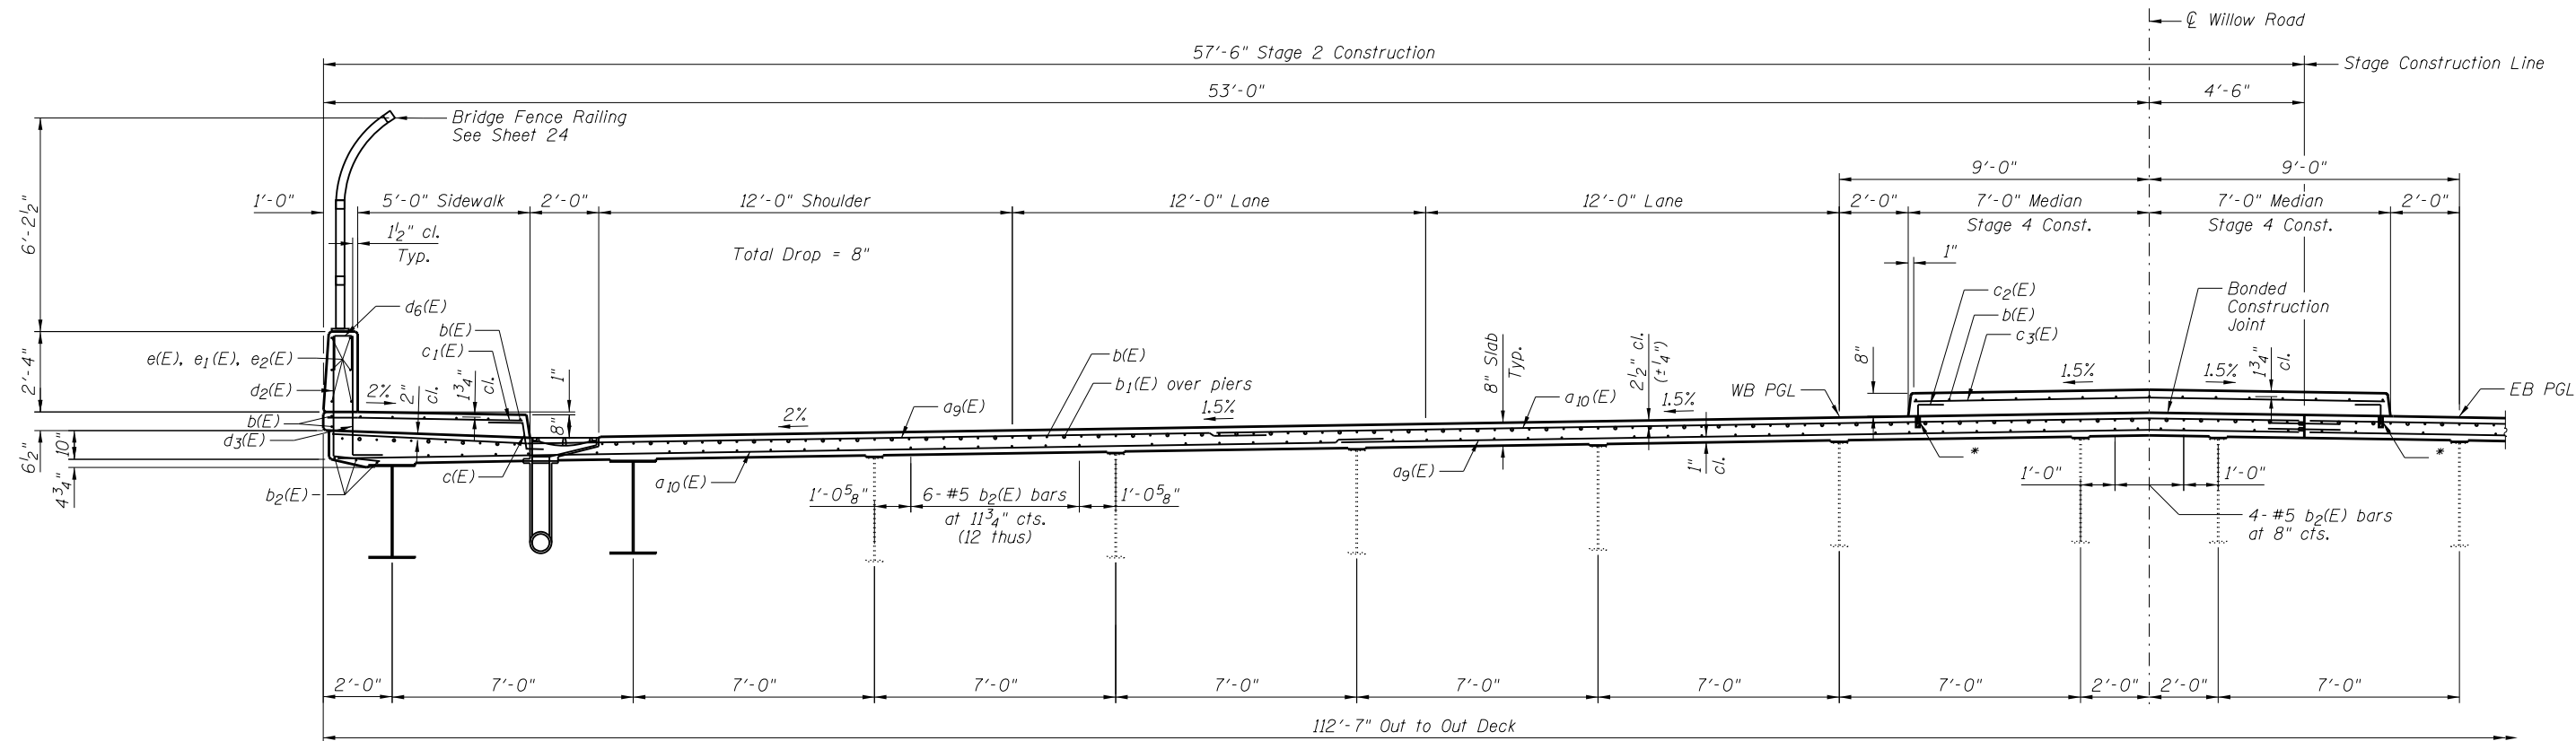 ℄ Willow Road
57'-6" Stage 2 Construction
Stage Construction Line
53'-0"
4'-6"
Bridge Fence Railing
See Sheet 24
9'-0"
9'-0"
6'-2½"
1'-0"
5'-0" Sidewalk
2'-0"
12'-0" Shoulder
12'-0" Lane
12'-0" Lane
2'-0"
7'-0" Median
Stage 4 Const.
7'-0" Median
Stage 4 Const.
2'-0"
1½" cl.
Typ.
Total Drop = 8"
1"
d6(E)
b(E)
c1(E)
e(E), e1(E), e2(E)
2'-4"
d2(E)
2%
2"
cl.
1¾"
cl.
1"
8"
b(E)
d3(E)
b(E)
b1(E) over piers
2%
a9(E)
1.5%
8" Slab
Typ.
a10(E)
2½" cl.
(±¼")
1.5%
WB PGL
8"
c2(E)
b(E)
c3(E)
1.5%
1.5%
Bonded
Construction
Joint
1¾"
cl.
EB PGL
6½"
10"
4¾"
b2(E)
c(E)
a10(E)
a9(E)
1"
cl.
*
*
1'-0⅝"
6-#5 b2(E) bars
at 11¾" cts.
(12 thus)
1'-0⅝"
1'-0"
1'-0"
4-#5 b2(E) bars
at 8" cts.
2'-0"
7'-0"
7'-0"
7'-0"
7'-0"
7'-0"
7'-0"
7'-0"
2'-0"
2'-0"
7'-0"
112'-7" Out to Out Deck